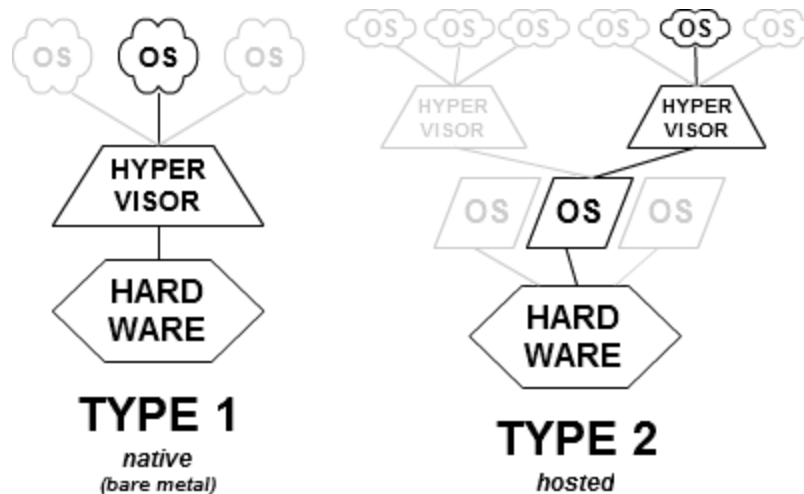 OS
OS
OS
HYPER
VISOR
HARD
WARE
TYPE 1
native
(bare metal)
OS
OS
OS
OS
OS
OS
HYPER
VISOR
HYPER
VISOR
OS
OS
OS
HARD
WARE
TYPE 2
hosted